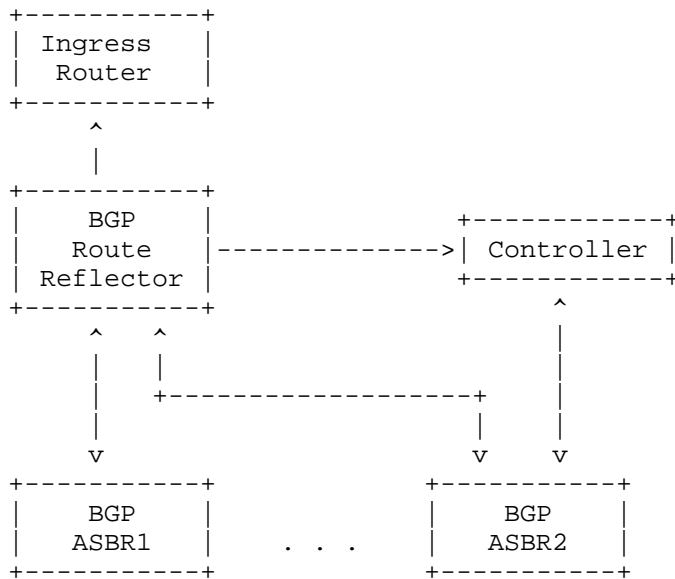 Ingress
Router
BGP
Route
Reflector
Controller
BGP
ASBR1
. . .
BGP
ASBR2